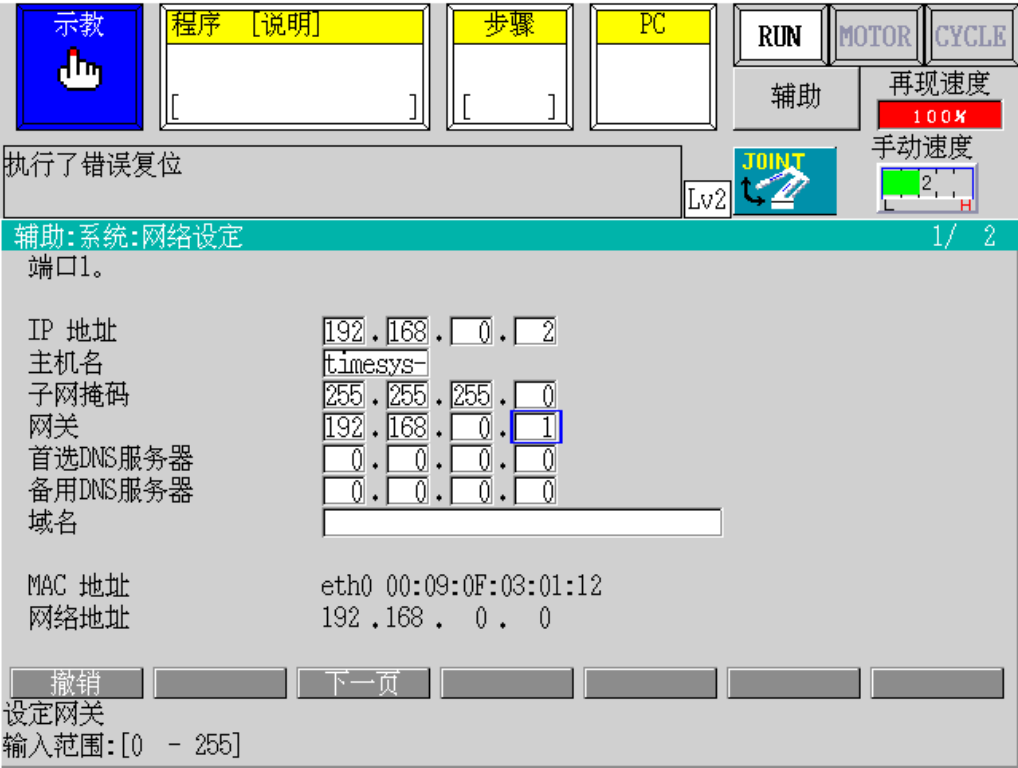 示教 程序 [说明] 步骤 PC RUN MOTOR CYCLE
[ ] [ ] 辅助 再现速度
100%
执行了错误复位 Lv2 JOINT 手动速度
2
L H
辅助:系统:网络设定 1/ 2
端口1。
IP 地址 192.168. 0. 2
主机名 timesys-
子网掩码 255.255.255. 0
网关 192.168. 0. 1
首选DNS服务器 0. 0. 0. 0
备用DNS服务器 0. 0. 0. 0
域名
MAC 地址 eth0 00:09:0F:03:01:12
网络地址 192.168. 0. 0
撤销 下一页
设定网关
输入范围:[0 - 255]